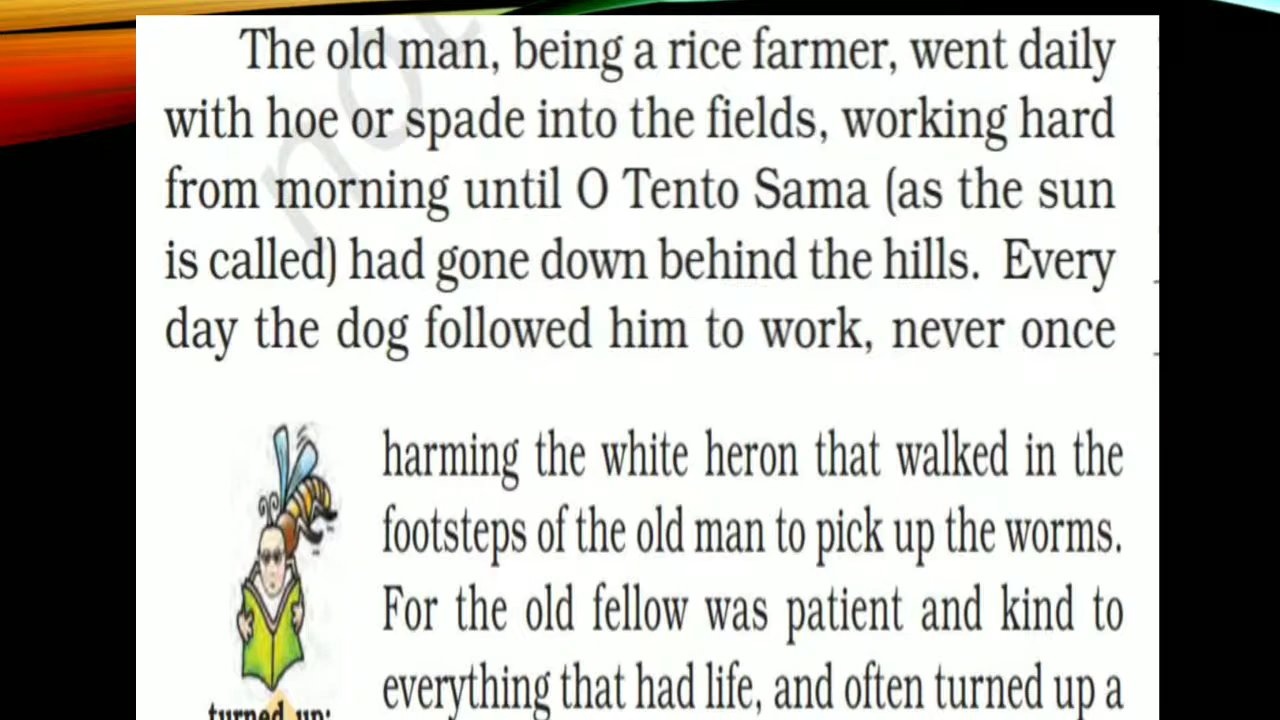 The old man, being a rice farmer, went daily
with hoe or spade into the fields, working hard
from morning until O Tento Sama (as the sun
is called) had gone down behind the hills. Every
day the dog followed him to work, never once
harming the white heron that walked in the
footsteps of the old man to pick up the worms.
For the old fellow was patient and kind to
everything that had life, and often turned up a
turned up:
not